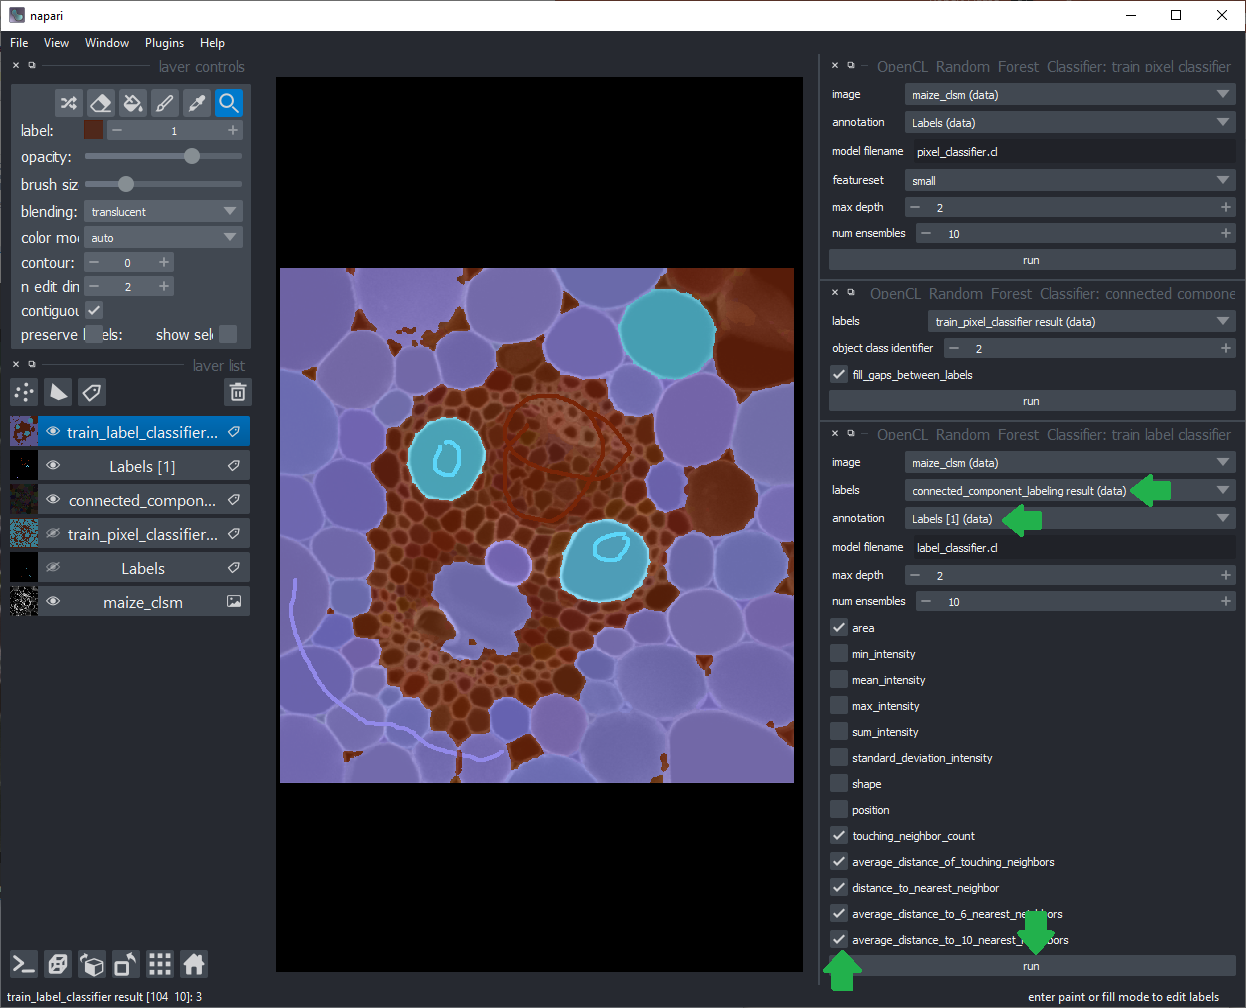 napari
File View Window Plugins Help
layer controls
label: 1
opacity:
brush siz
blending: translucent
color mo auto
contour: 0
n edit din 2
contiguou
preserve l els: show sel
layer list
train_label_classifier...
Labels [1]
connected_compon...
train_pixel_classifier...
Labels
maize_clsm
OpenCL Random Forest Classifier: train pixel classifier
image maize_clsm (data)
annotation Labels (data)
model filename pixel_classifier.cl
featureset small
max depth 2
num ensembles 10
run
OpenCL Random Forest Classifier: connected compone
labels train_pixel_classifier result (data)
object class identifier 2
fill_gaps_between_labels
run
OpenCL Random Forest Classifier: train label classifier
image maize_clsm (data)
labels connected_component_labeling result (data)
annotation Labels [1] (data)
model filename label_classifier.cl
max depth 2
num ensembles 10
area
min_intensity
mean_intensity
max_intensity
sum_intensity
standard_deviation_intensity
shape
position
touching_neighbor_count
average_distance_of_touching_neighbors
distance_to_nearest_neighbor
average_distance_to_6_nearest_neighbors
average_distance_to_10_nearest_neighbors
run
train_label_classifier result [104 10]: 3
enter paint or fill mode to edit labels